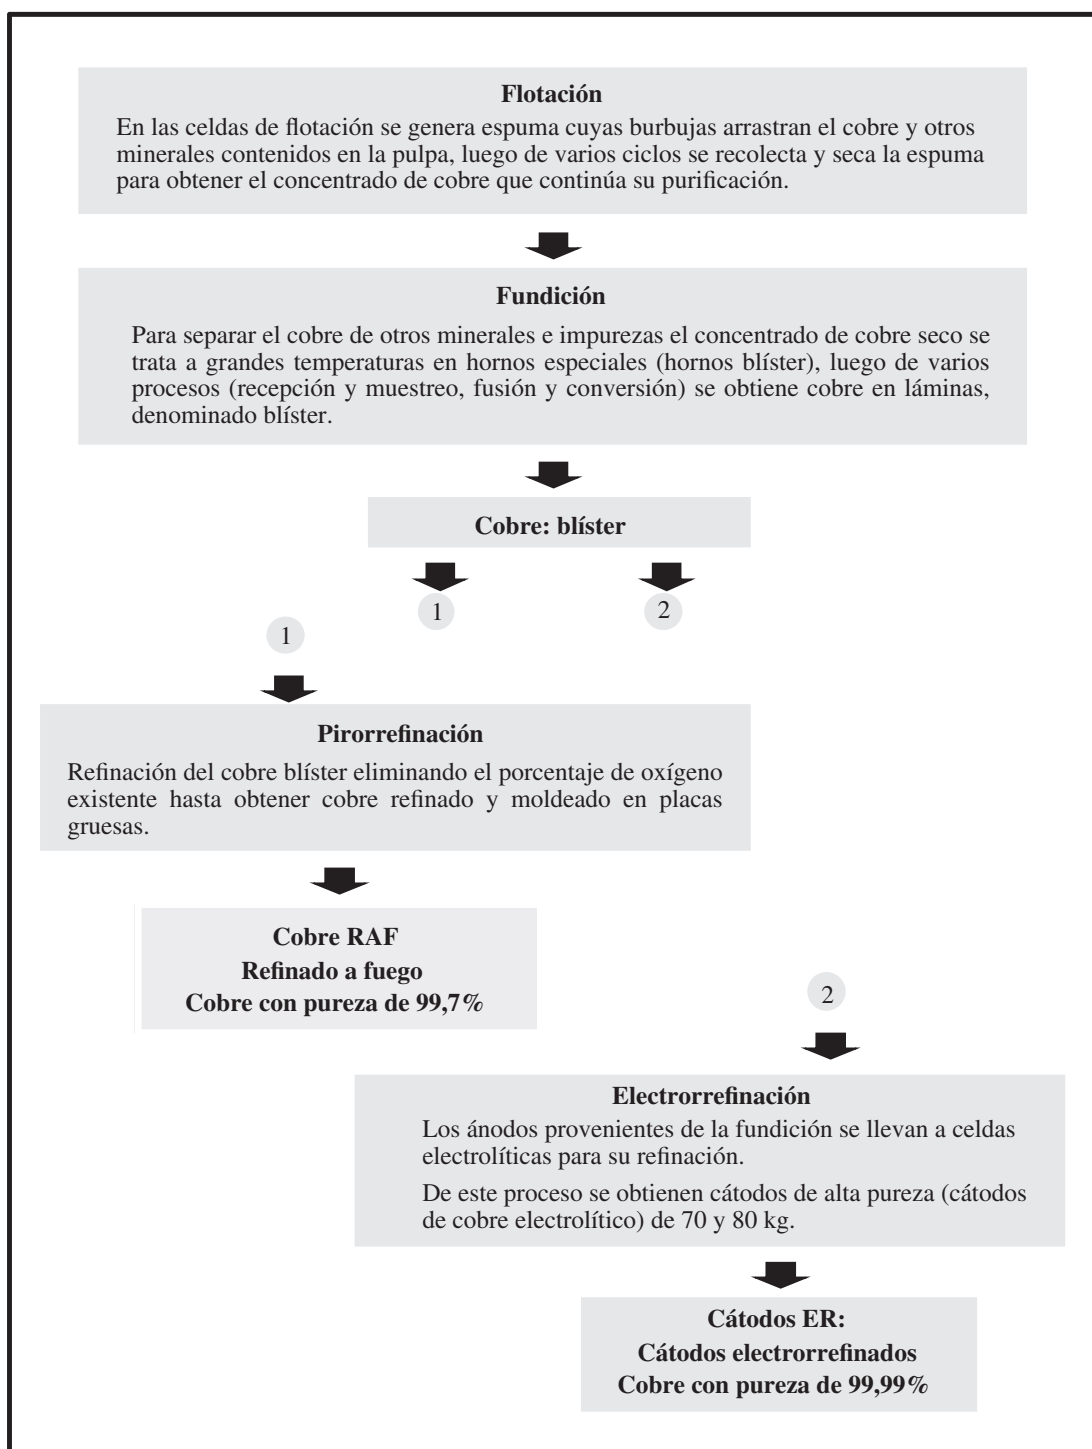 Flotación
En las celdas de flotación se genera espuma cuyas burbujas arrastran el cobre y otros
minerales contenidos en la pulpa, luego de varios ciclos se recolecta y seca la espuma
para obtener el concentrado de cobre que continúa su purificación.
Fundición
Para separar el cobre de otros minerales e impurezas el concentrado de cobre seco se
trata a grandes temperaturas en hornos especiales (hornos blíster), luego de varios
procesos (recepción y muestreo, fusión y conversión) se obtiene cobre en láminas,
denominado blíster.
Cobre: blíster
1
2
1
Pirorrefinación
Refinación del cobre blíster eliminando el porcentaje de oxígeno
existente hasta obtener cobre refinado y moldeado en placas
gruesas.
Cobre RAF
Refinado a fuego
Cobre con pureza de 99,7%
2
Electrorrefinación
Los ánodos provenientes de la fundición se llevan a celdas
electrolíticas para su refinación.
De este proceso se obtienen cátodos de alta pureza (cátodos
de cobre electrolítico) de 70 y 80 kg.
Cátodos ER:
Cátodos electrorrefinados
Cobre con pureza de 99,99%